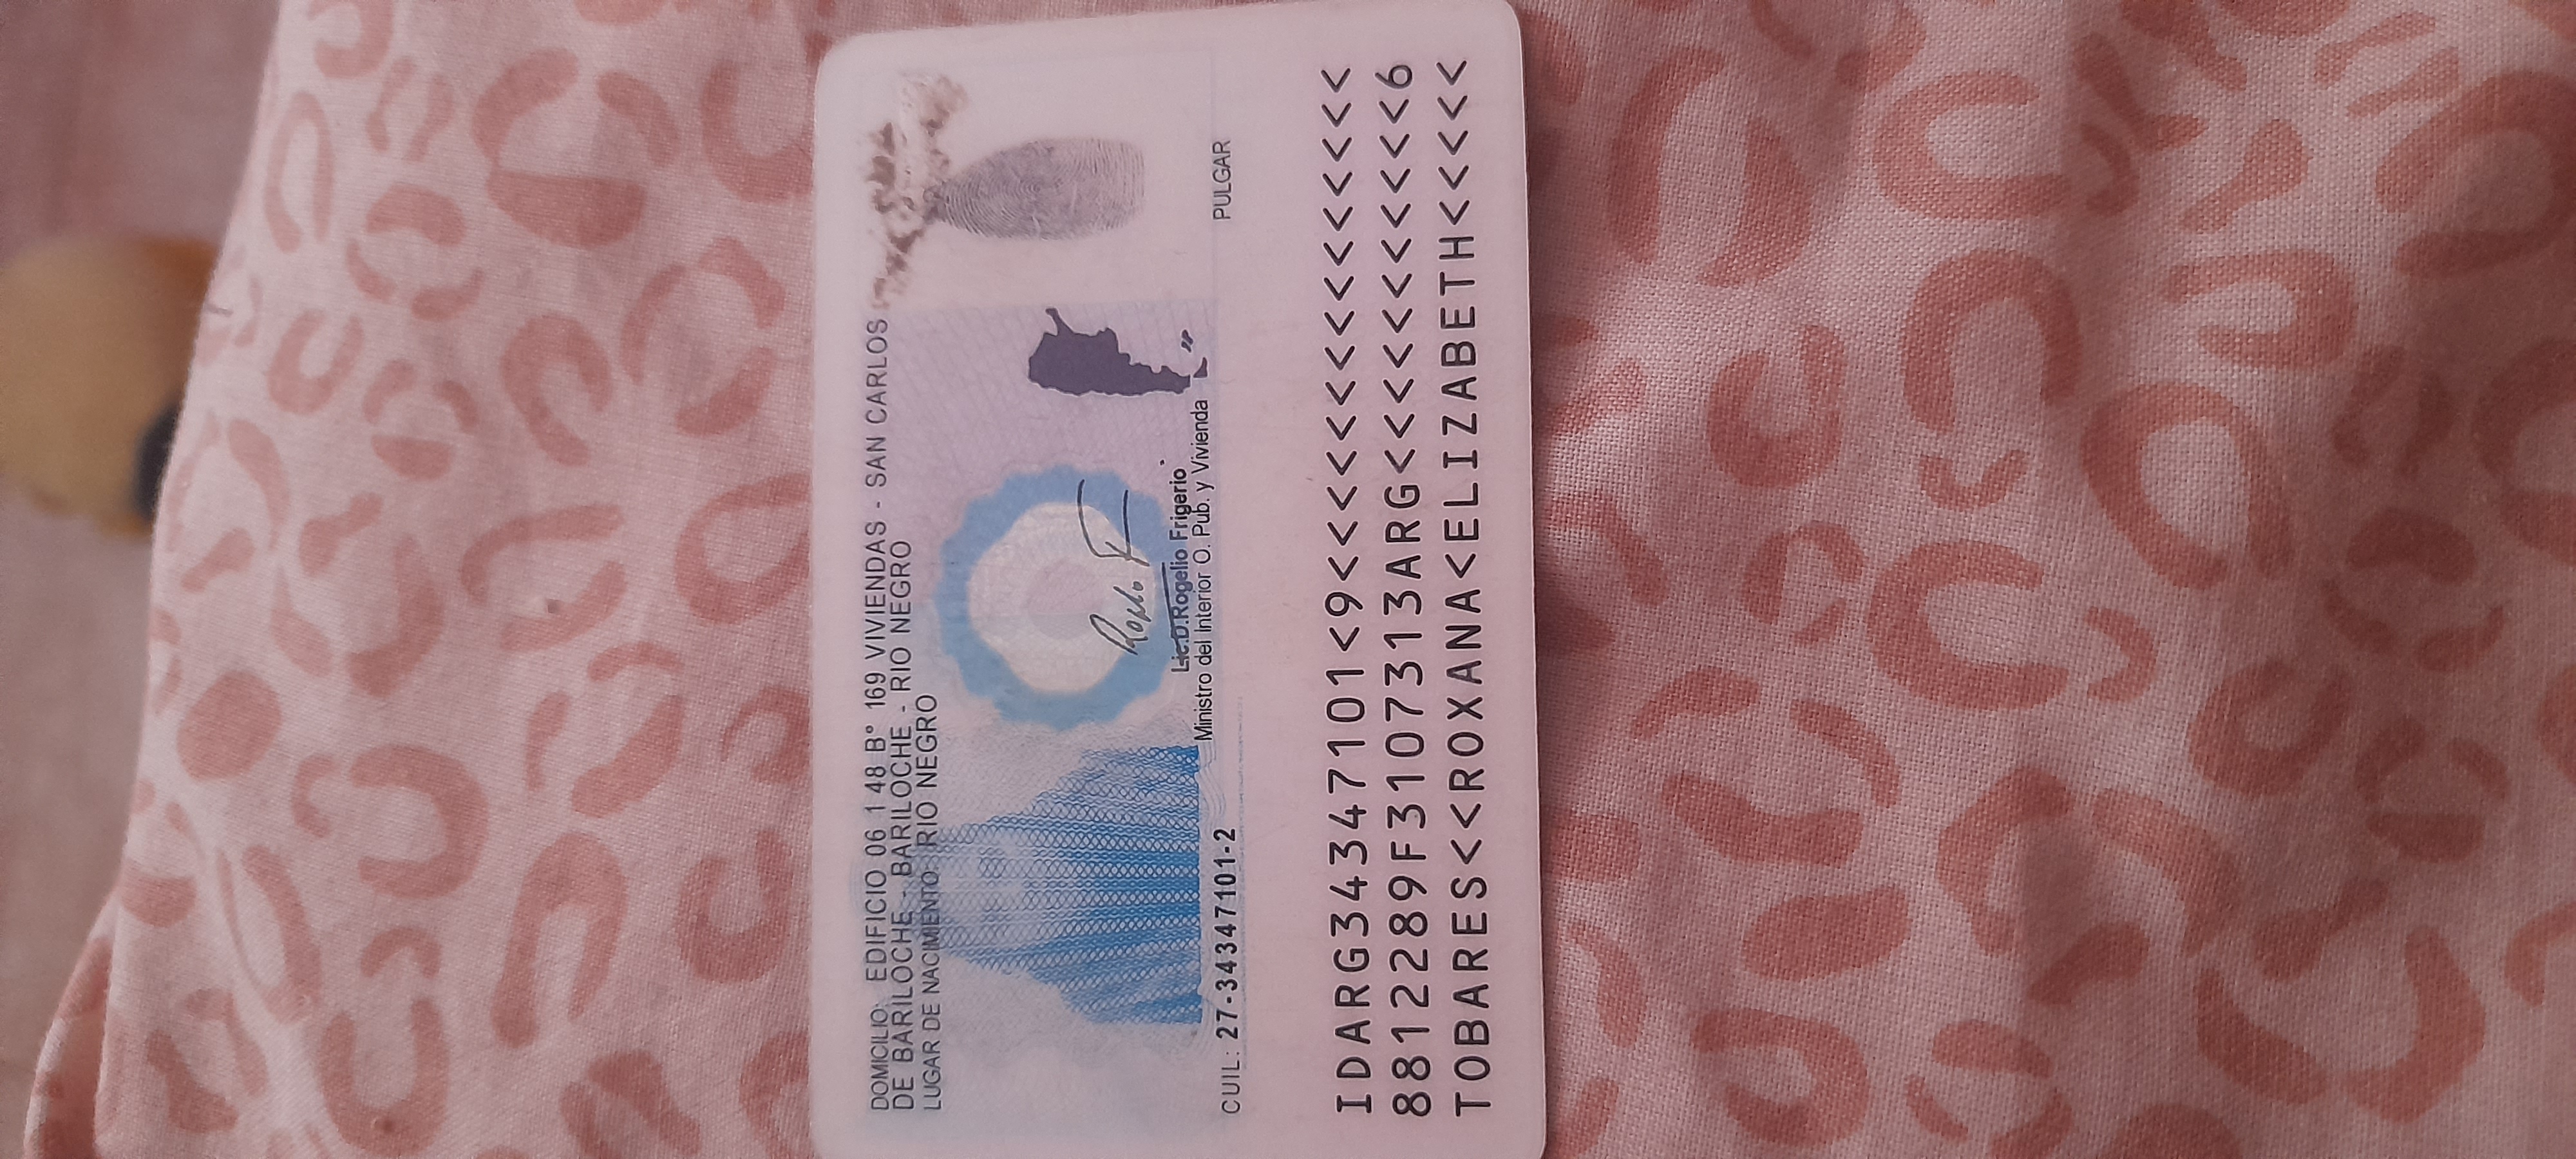 DOMICILIO: EDIFICIO 06 1 48 B° 169 VIVIENDAS - SAN CARLOS
DE BARILOCHE - BARILOCHE - RIO NEGRO
LUGAR DE NACIMIENTO: RIO NEGRO
Lic.D.Rogelio Frigerio
Ministro del Interior O. Pub. y Vivienda
CUIL: 27-34347101-2
PULGAR
IDARG34347101<9<<<<<<<<<<<<<<<
8812289F3107313ARG<<<<<<<<<<<6
TOBARES<<ROXANA<ELIZABETH<<<<<